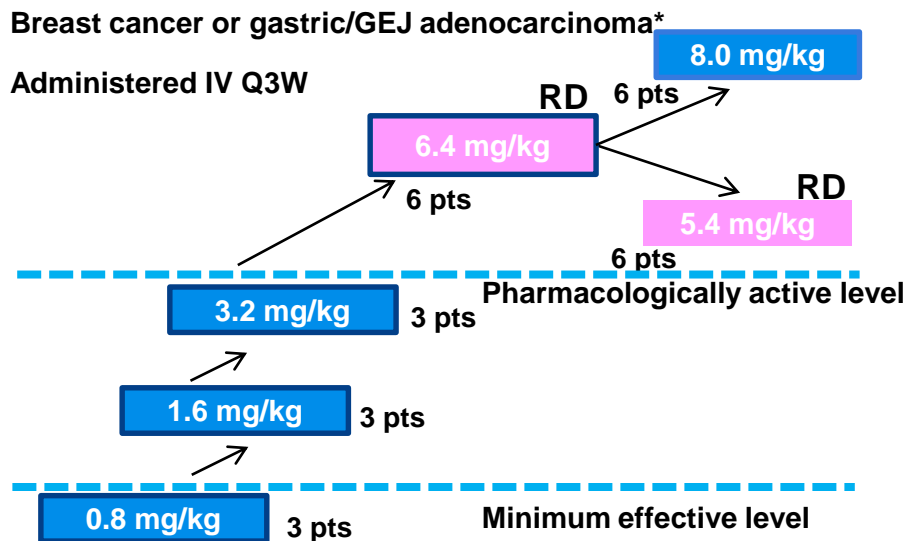 Breast cancer or gastric/GEJ adenocarcinoma*
8.0 mg/kg
Administered IV Q3W
6 pts
RD
6.4 mg/kg
6 pts
RD
5.4 mg/kg
6 pts
Pharmacologically active level
3.2 mg/kg
3 pts
1.6 mg/kg
3 pts
0.8 mg/kg
3 pts
Minimum effective level